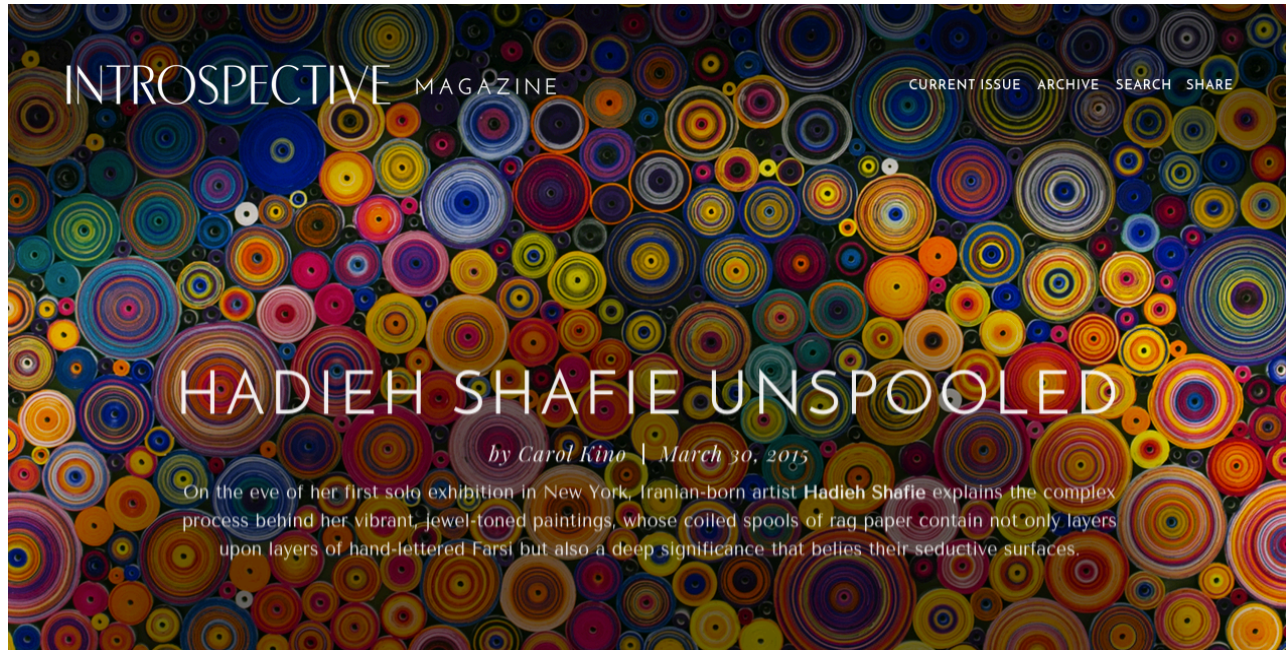 INTROSPECTIVE MAGAZINE
CURRENT ISSUE ARCHIVE SEARCH SHARE
HADIEH SHAFIE UNSPOOLED
by Carol Kino | March 30, 2015
On the eve of her first solo exhibition in New York, Iranian-born artist Hadieh Shafie explains the complex
process behind her vibrant, jewel-toned paintings, whose coiled spools of rag paper contain not only layers
upon layers of hand-lettered Farsi but also a deep significance that belies their seductive surfaces.